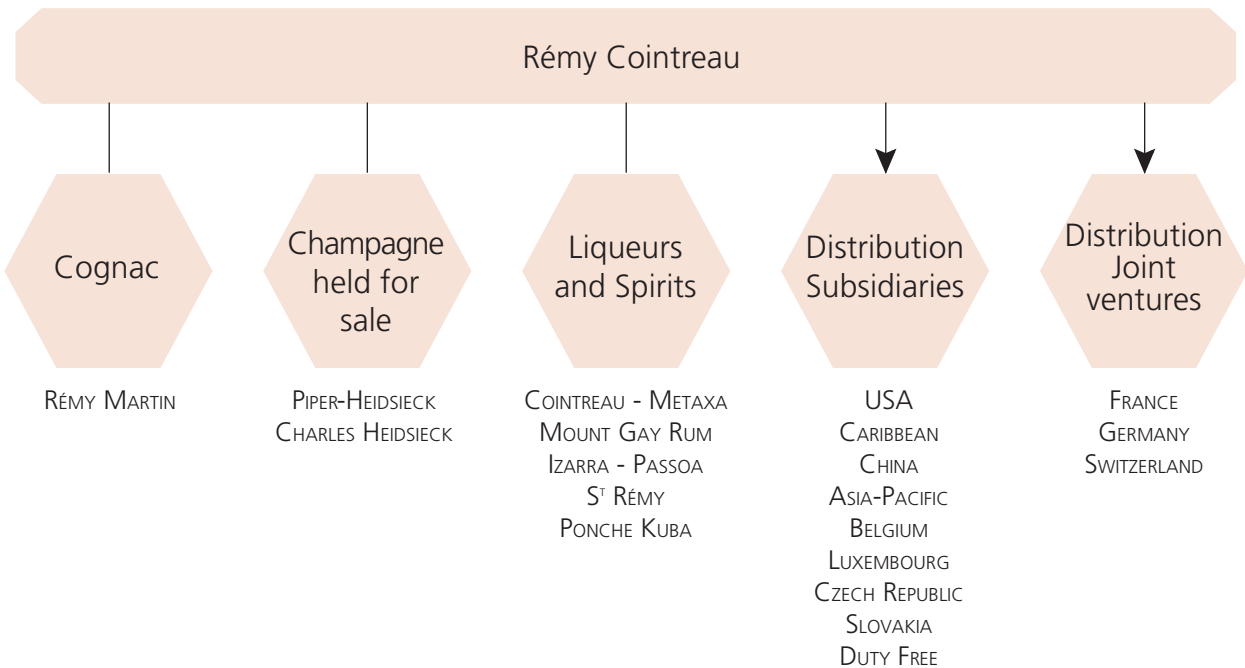 Rémy Cointreau
Cognac
RÉMY MARTIN
Champagne
held for
sale
PIPER-HEIDSIECK
CHARLES HEIDSIECK
Liqueurs
and Spirits
COINTREAU - METAXA
MOUNT GAY RUM
IZARRA - PASSOA
Sᵀ RÉMY
PONCHE KUBA
Distribution
Subsidiaries
USA
CARIBBEAN
CHINA
ASIA-PACIFIC
BELGIUM
LUXEMBOURG
CZECH REPUBLIC
SLOVAKIA
DUTY FREE
Distribution
Joint
ventures
FRANCE
GERMANY
SWITZERLAND